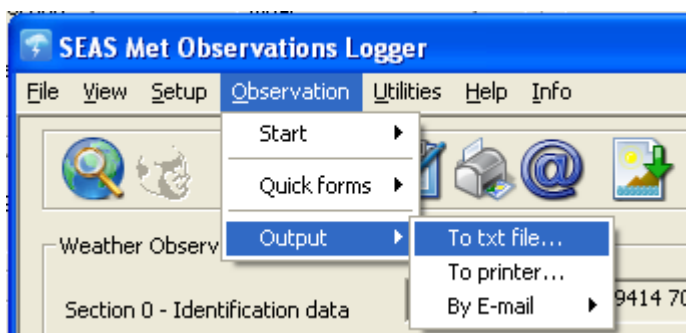 SEAS Met Observations Logger
File View Setup Observation Utilities Help Info
Start
Quick forms
Output
To txt file...
To printer...
By E-mail
Weather Observ
Section 0 - Identification data
9414 70